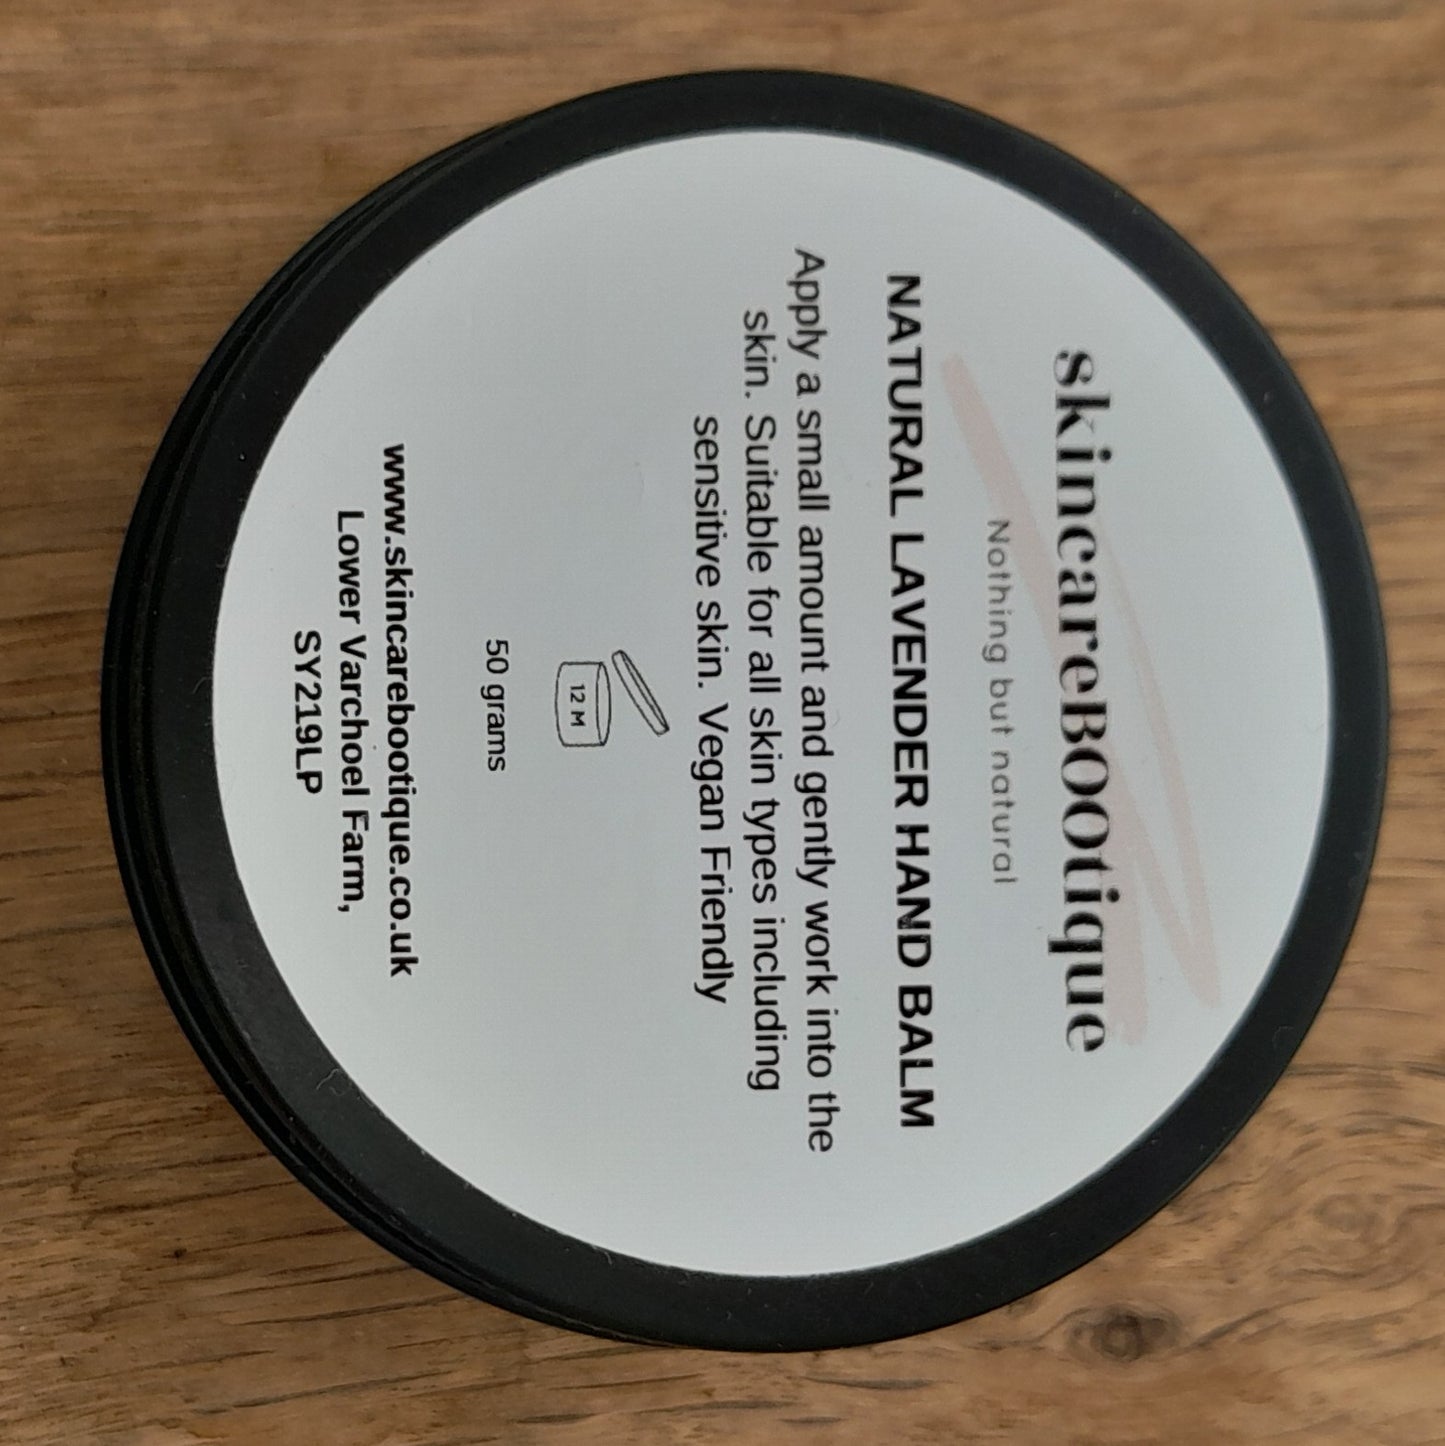 skincareBOOtique
Nothing but natural
NATURAL LAVENDER HAND BALM
Apply a small amount and gently work into the
skin. Suitable for all skin types including
sensitive skin. Vegan Friendly
12 M
50 grams
www.skincarebootique.co.uk
Lower Varchoel Farm,
SY219LP